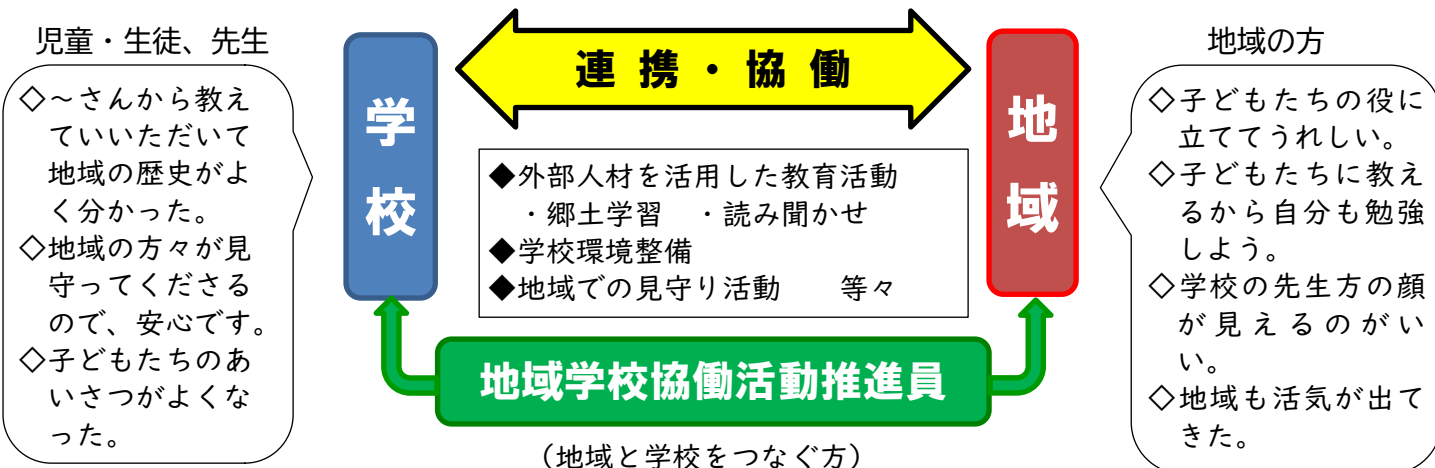 児童・生徒、先生
◇～さんから教え
ていいただいて
地域の歴史がよ
く分かった。
◇地域の方々が見
守ってくださる
ので、安心です。
◇子どもたちのあ
いさつがよくな
った。
学校
連携・協働
◆外部人材を活用した教育活動
・郷土学習　・読み聞かせ
◆学校環境整備
◆地域での見守り活動　　等々
地域学校協働活動推進員
（地域と学校をつなぐ方）
地域
地域の方
◇子どもたちの役に
立ててうれしい。
◇子どもたちに教え
るから自分も勉強
しよう。
◇学校の先生方の顔
が見えるのがい
い。
◇地域も活気が出て
きた。